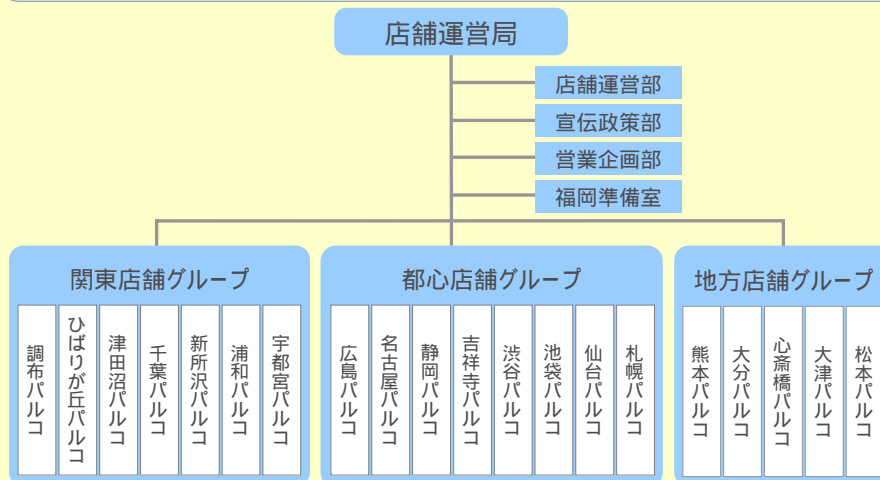 店舗運営局
店舗運営部
宣伝政策部
営業企画部
福岡準備室
関東店舗グループ
調布パルコ
ひばりが丘パルコ
津田沼パルコ
千葉パルコ
新所沢パルコ
浦和パルコ
宇都宮パルコ
都心店舗グループ
広島パルコ
名古屋パルコ
静岡パルコ
吉祥寺パルコ
渋谷パルコ
池袋パルコ
仙台パルコ
札幌パルコ
地方店舗グループ
熊本パルコ
大分パルコ
心斎橋パルコ
大津パルコ
松本パルコ